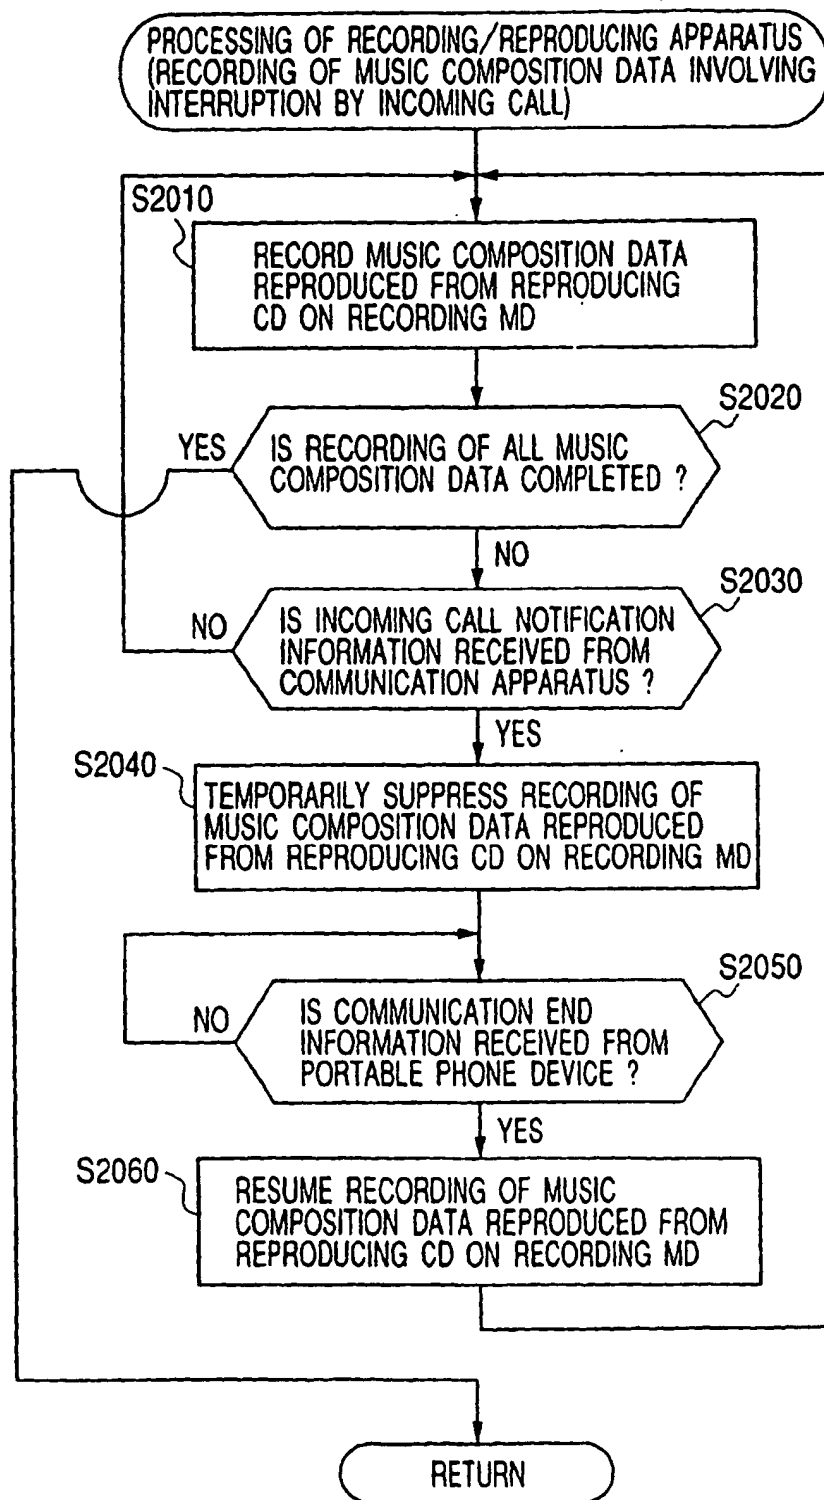 PROCESSING OF RECORDING/REPRODUCING APPARATUS
(RECORDING OF MUSIC COMPOSITION DATA INVOLVING
INTERRUPTION BY INCOMING CALL)
S2010
RECORD MUSIC COMPOSITION DATA
REPRODUCED FROM REPRODUCING
CD ON RECORDING MD
S2020
YES
IS RECORDING OF ALL MUSIC
COMPOSITION DATA COMPLETED ?
NO
S2030
NO
IS INCOMING CALL NOTIFICATION
INFORMATION RECEIVED FROM
COMMUNICATION APPARATUS ?
YES
S2040
TEMPORARILY SUPPRESS RECORDING OF
MUSIC COMPOSITION DATA REPRODUCED
FROM REPRODUCING CD ON RECORDING MD
S2050
NO
IS COMMUNICATION END
INFORMATION RECEIVED FROM
PORTABLE PHONE DEVICE ?
YES
S2060
RESUME RECORDING OF MUSIC
COMPOSITION DATA REPRODUCED FROM
REPRODUCING CD ON RECORDING MD
RETURN